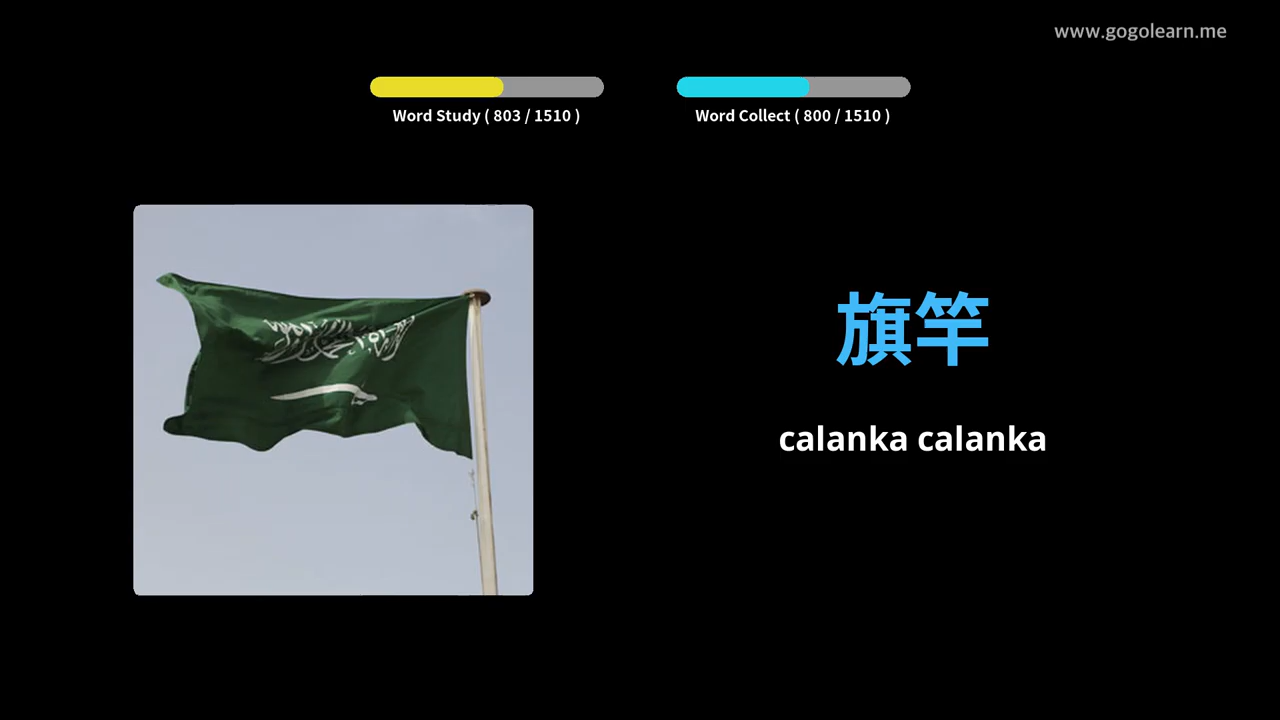 www.gogolearn.me
Word Study ( 803 / 1510 )
Word Collect ( 800 / 1510 )
旗竿
calanka calanka